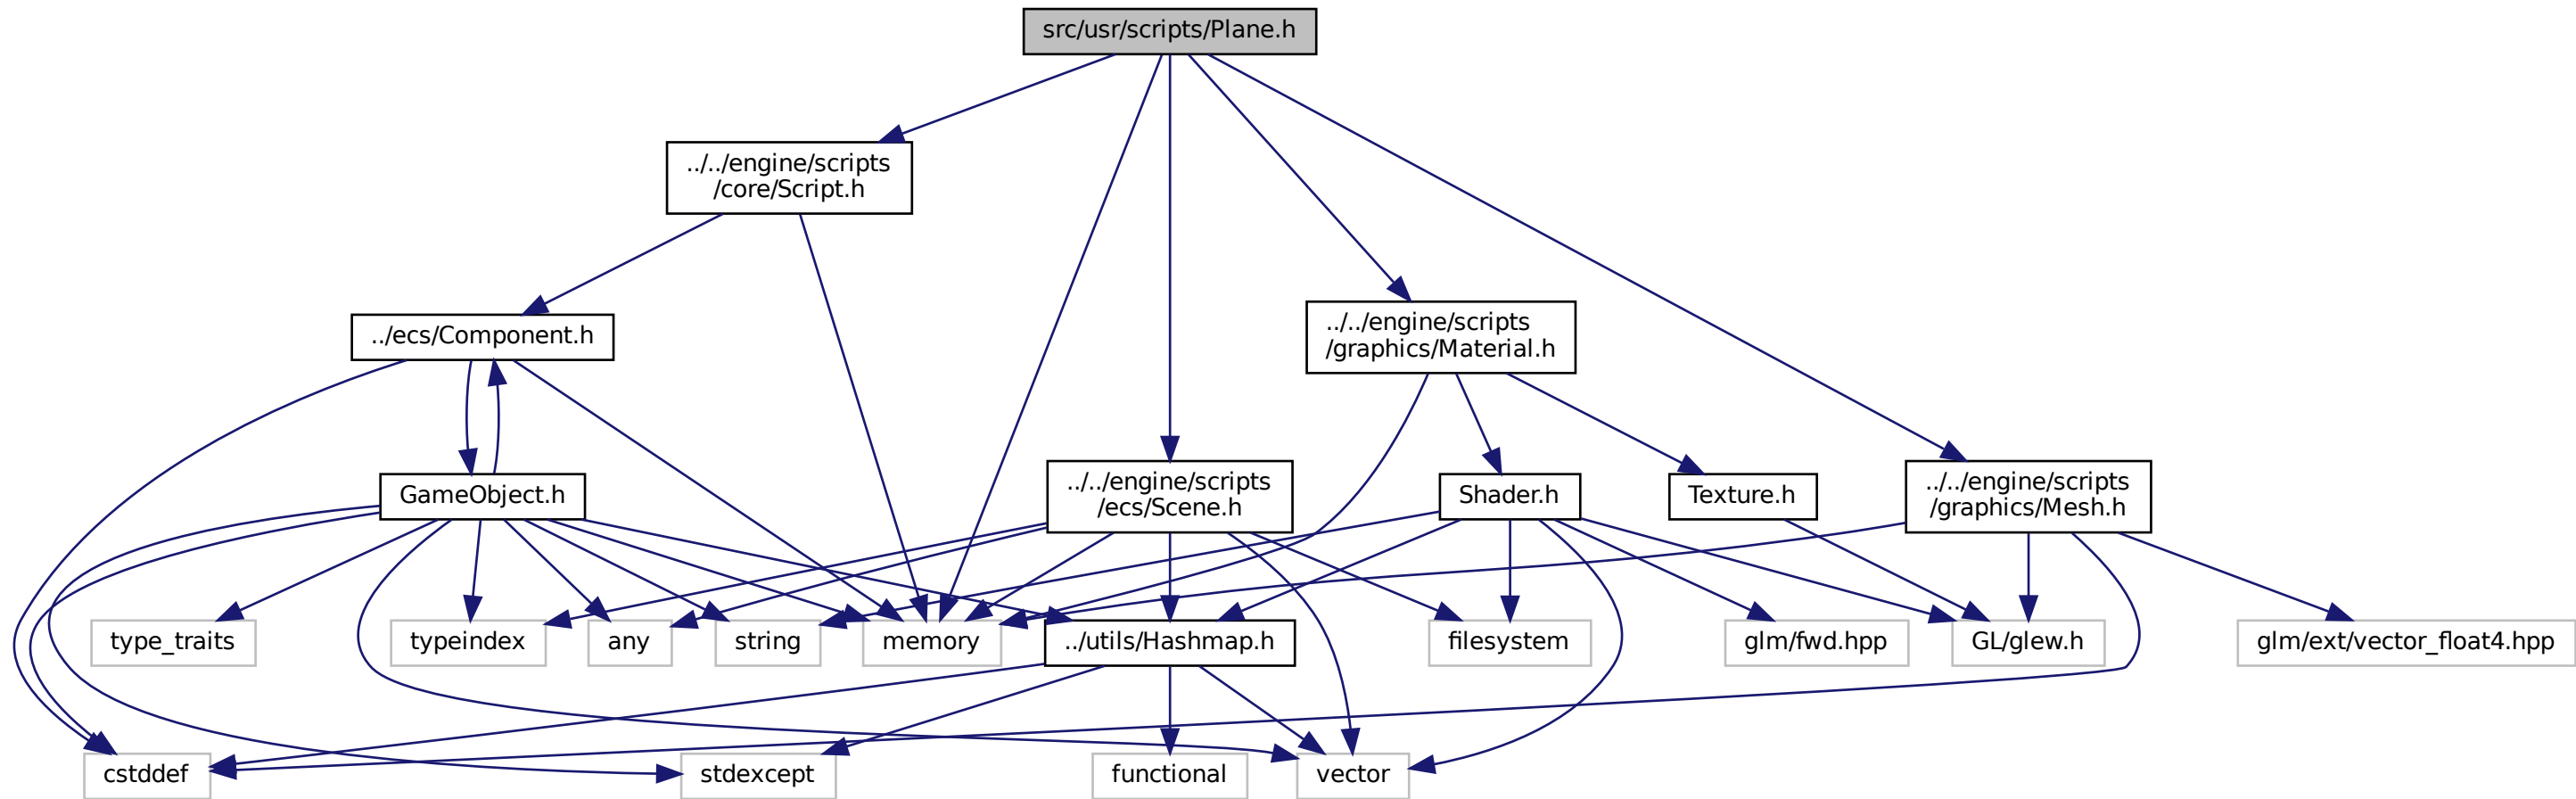 src/usr/scripts/Plane.h
../../engine/scripts
/core/Script.h
../ecs/Component.h
../../engine/scripts
/graphics/Material.h
GameObject.h
../../engine/scripts
/ecs/Scene.h
Shader.h
Texture.h
../../engine/scripts
/graphics/Mesh.h
type_traits
typeindex
any
string
memory
../utils/Hashmap.h
filesystem
glm/fwd.hpp
GL/glew.h
glm/ext/vector_float4.hpp
cstddef
stdexcept
functional
vector